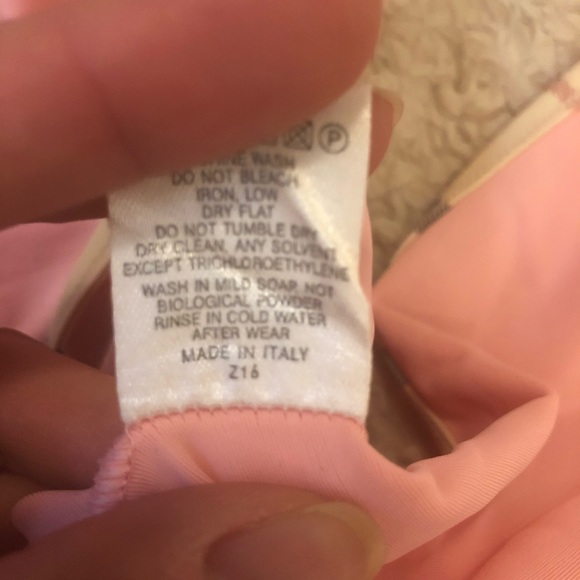 P
WASH
DO NOT BLEACH
IRON, LOW
DRY FLAT
DO NOT TUMBLE DRY
DRY CLEAN, ANY SOLVENT
EXCEPT TRICHLOROETHYLENE
WASH IN MILD SOAP NOT
BIOLOGICAL POWDER
RINSE IN COLD WATER
AFTER WEAR
MADE IN ITALY
Z16